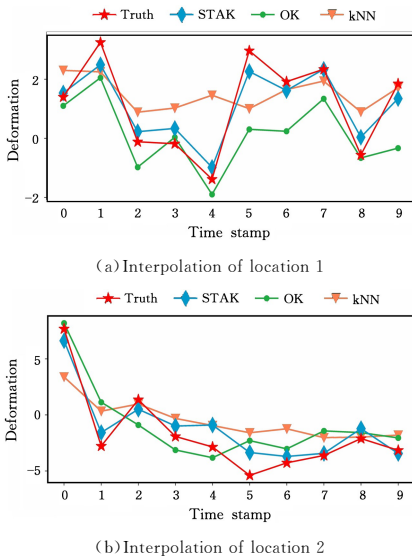 Truth STAK OK kNN
2
0
−2
Deformation
0 1 2 3 4 5 6 7 8 9
Time stamp
(a)Interpolation of location 1
Truth STAK OK kNN
5
0
−5
Deformation
0 1 2 3 4 5 6 7 8 9
Time stamp
(b)Interpolation of location 2